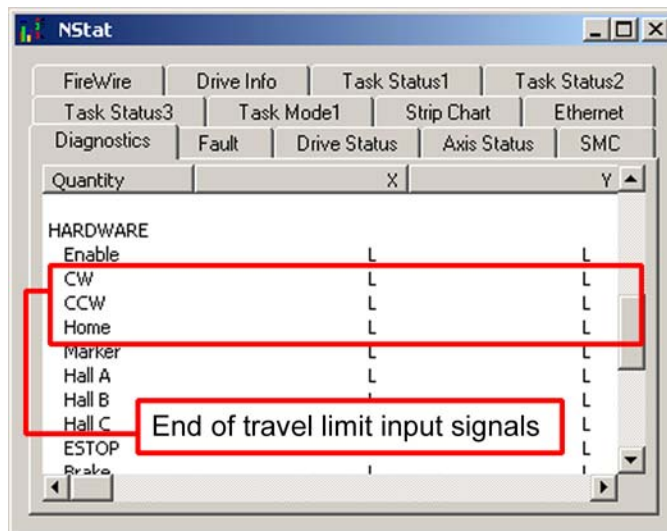 NStat
FireWire Drive Info Task Status1 Task Status2
Task Status3 Task Mode1 Strip Chart Ethernet
Diagnostics Fault Drive Status Axis Status SMC
Quantity X Y
HARDWARE
Enable L L
CW L L
CCW L L
Home L L
Marker L L
Hall A L L
Hall B L
Hall C L
End of travel limit input signals
ESTOP L
Brake L L